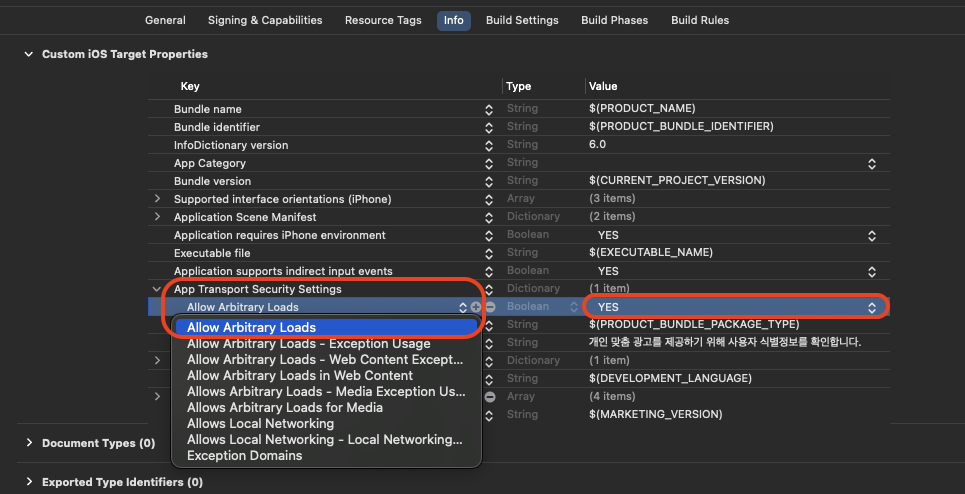 General Signing & Capabilities Resource Tags Info Build Settings Build Phases Build Rules
Custom iOS Target Properties
Key Type Value
Bundle name String $(PRODUCT_NAME)
Bundle identifier String $(PRODUCT_BUNDLE_IDENTIFIER)
InfoDictionary version String 6.0
App Category String
Bundle version String $(CURRENT_PROJECT_VERSION)
Supported interface orientations (iPhone) Array (3 items)
Application Scene Manifest Dictionary (2 items)
Application requires iPhone environment Boolean YES
Executable file String $(EXECUTABLE_NAME)
Application supports indirect input events Boolean YES
App Transport Security Settings Dictionary (1 item)
Allow Arbitrary Loads Boolean YES
Allow Arbitrary Loads String $(PRODUCT_BUNDLE_PACKAGE_TYPE)
Allow Arbitrary Loads - Exception Usage String 개인 맞춤 광고를 제공하기 위해 사용자 식별정보를 확인합니다.
Allow Arbitrary Loads - Web Content Except... Dictionary (1 item)
Allow Arbitrary Loads in Web Content String $(DEVELOPMENT_LANGUAGE)
Allows Arbitrary Loads - Media Exception Us... Array (4 items)
Allows Arbitrary Loads for Media String $(MARKETING_VERSION)
Allows Local Networking
Allows Local Networking - Local Networking...
Exception Domains
Document Types (0)
Exported Type Identifiers (0)